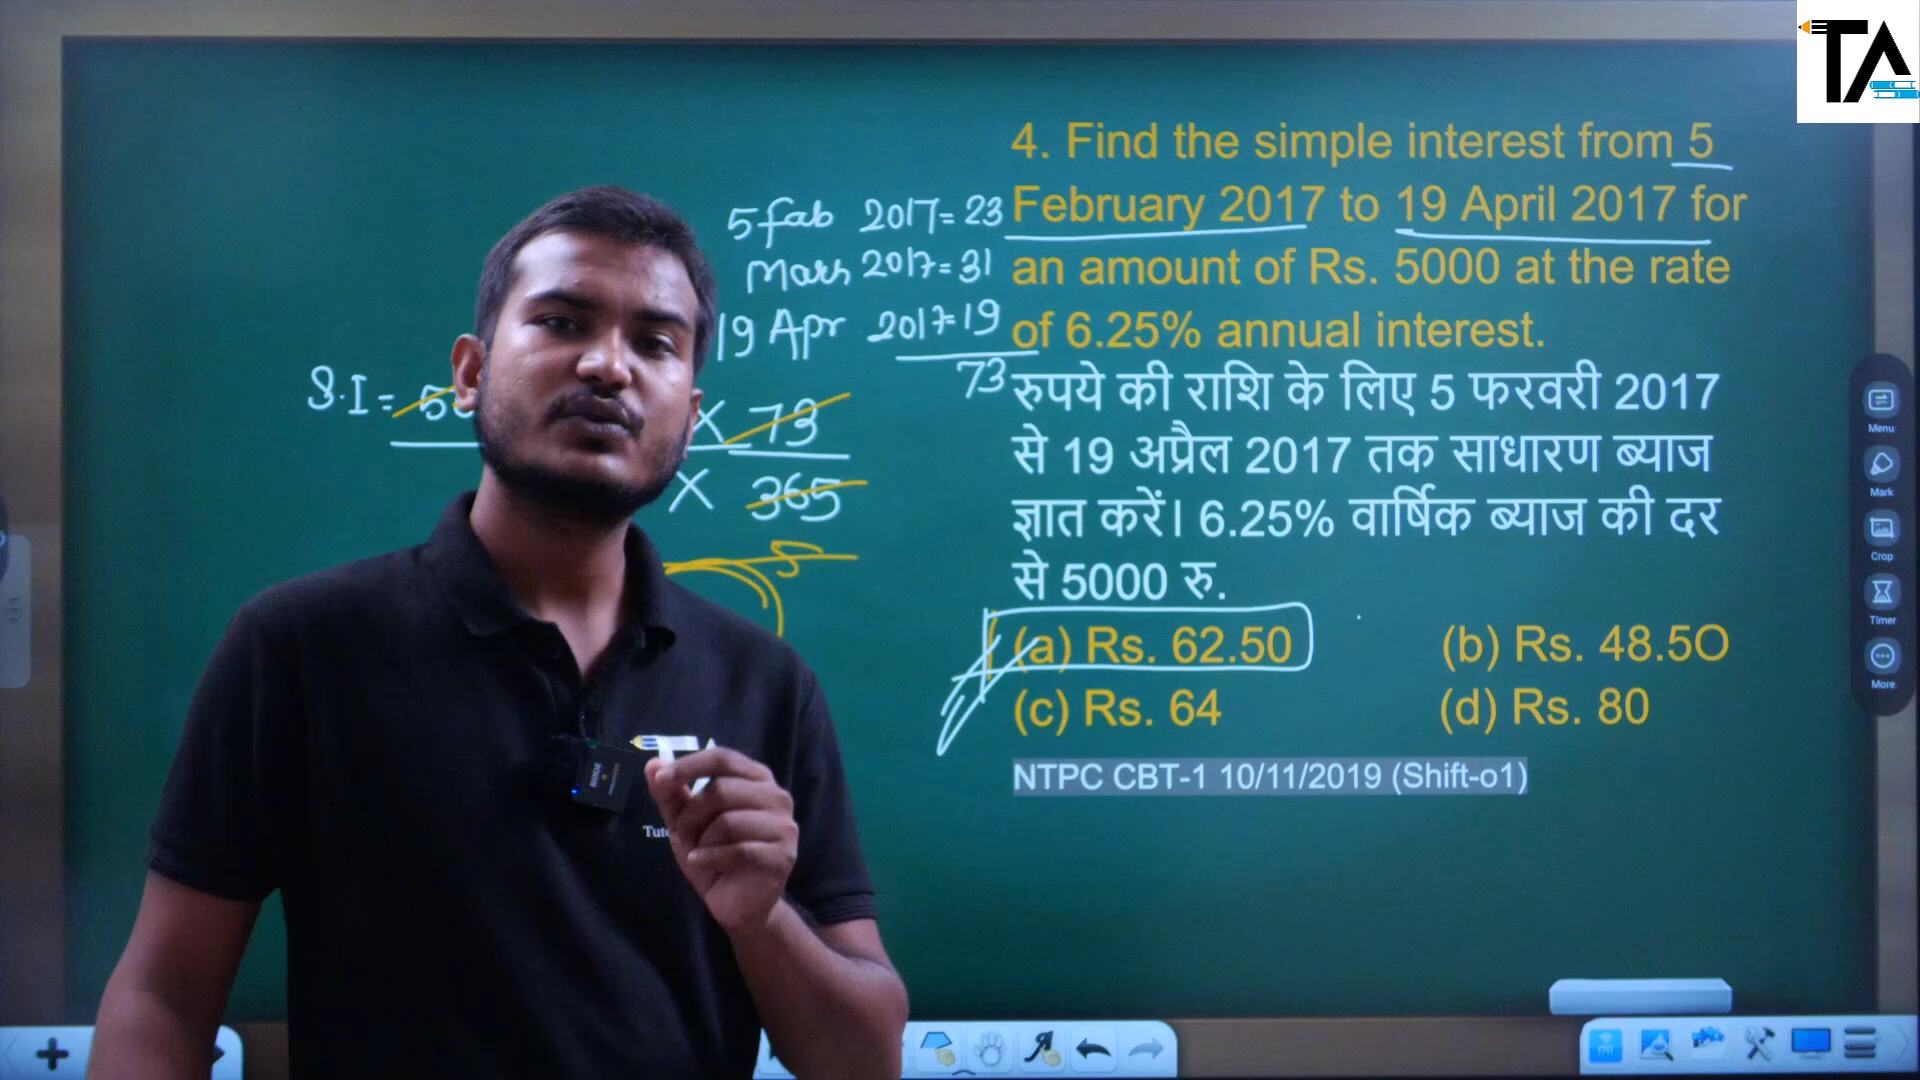 TA
4. Find the simple interest from 5
February 2017 to 19 April 2017 for
an amount of Rs. 5000 at the rate
of 6.25% annual interest.
रुपये की राशि के लिए 5 फरवरी 2017
से 19 अप्रैल 2017 तक साधारण ब्याज
ज्ञात करें। 6.25% वार्षिक ब्याज की दर
से 5000 रु.
(a) Rs. 62.50 (b) Rs. 48.5O
(c) Rs. 64 (d) Rs. 80
NTPC CBT-1 10/11/2019 (Shift-o1)
5 fab 2017=23
2017=31
19 Apr 2017=19
73
S.I =
X 73
X 365
5
Menu
Mark
Crop
Timer
More